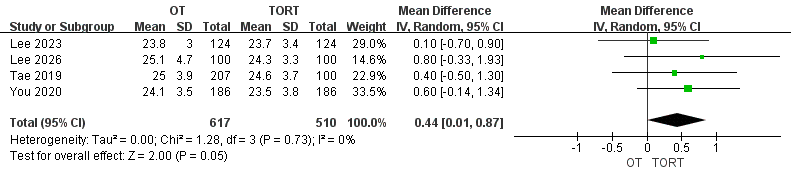 OT TORT Mean Difference Mean Difference
Study or Subgroup Mean SD Total Mean SD Total Weight IV, Random, 95% CI IV, Random, 95% CI
Lee 2023 23.8 3 124 23.7 3.4 124 29.0% 0.10 [-0.70, 0.90]
Lee 2026 25.1 4.7 100 24.3 3.3 100 14.6% 0.80 [-0.33, 1.93]
Tae 2019 25 3.9 207 24.6 3.7 100 22.9% 0.40 [-0.50, 1.30]
You 2020 24.1 3.5 186 23.5 3.8 186 33.5% 0.60 [-0.14, 1.34]
Total (95% CI) 617 510 100.0% 0.44 [0.01, 0.87]
Heterogeneity: Tau² = 0.00; Chi² = 1.28, df = 3 (P = 0.73); I² = 0%
Test for overall effect: Z = 2.00 (P = 0.05)
-1 -0.5 0 0.5 1
OT TORT